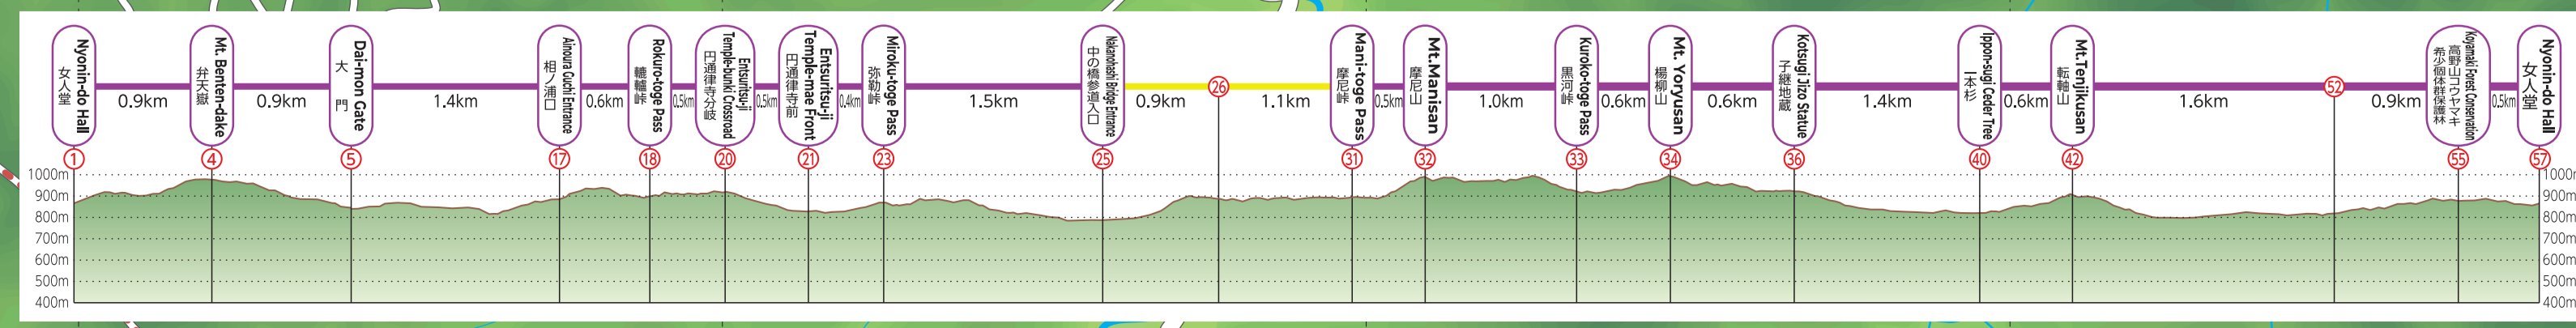 Nyonin-do Hall
女人堂
0.9km
Mt. Benten-dake
弁天嶽
0.9km
Dai-mon Gate
大門
1.4km
Ainoura Guchi Entrance
相ノ浦口
0.6km
Rokuro-toge Pass
轆轤峠
0.5km
Entsuritsu-ji
Temple-bunki Crossroad
円通律寺分岐
0.5km
Entsuritsu-ji
Temple-mae Front
円通律寺前
0.4km
Miroku-toge Pass
弥勒峠
1.5km
Nakanohashi Bridge Entrance
中の橋参道入口
0.9km
26
1.1km
Mani-toge Pass
摩尼峠
0.5km
Mt.Manisan
摩尼山
1.0km
Kuroko-toge Pass
黒河峠
0.6km
Mt. Yoryusan
楊柳山
0.6km
Kotsugi Jizo Statue
子継地蔵
1.4km
Ippon-sugi Ceder Tree
一本杉
0.6km
Mt.Tenjikusan
転軸山
1.6km
52
0.9km
Koyamaki Forest Conservation
高野山コウヤマキ
希少個体群保護林
0.5km
Nyonin-do Hall
女人堂
1 4 5 17 18 20 21 23 25 31 32 33 34 36 40 42 55 57
1000m
900m
800m
700m
600m
500m
400m
1000m
900m
800m
700m
600m
500m
400m